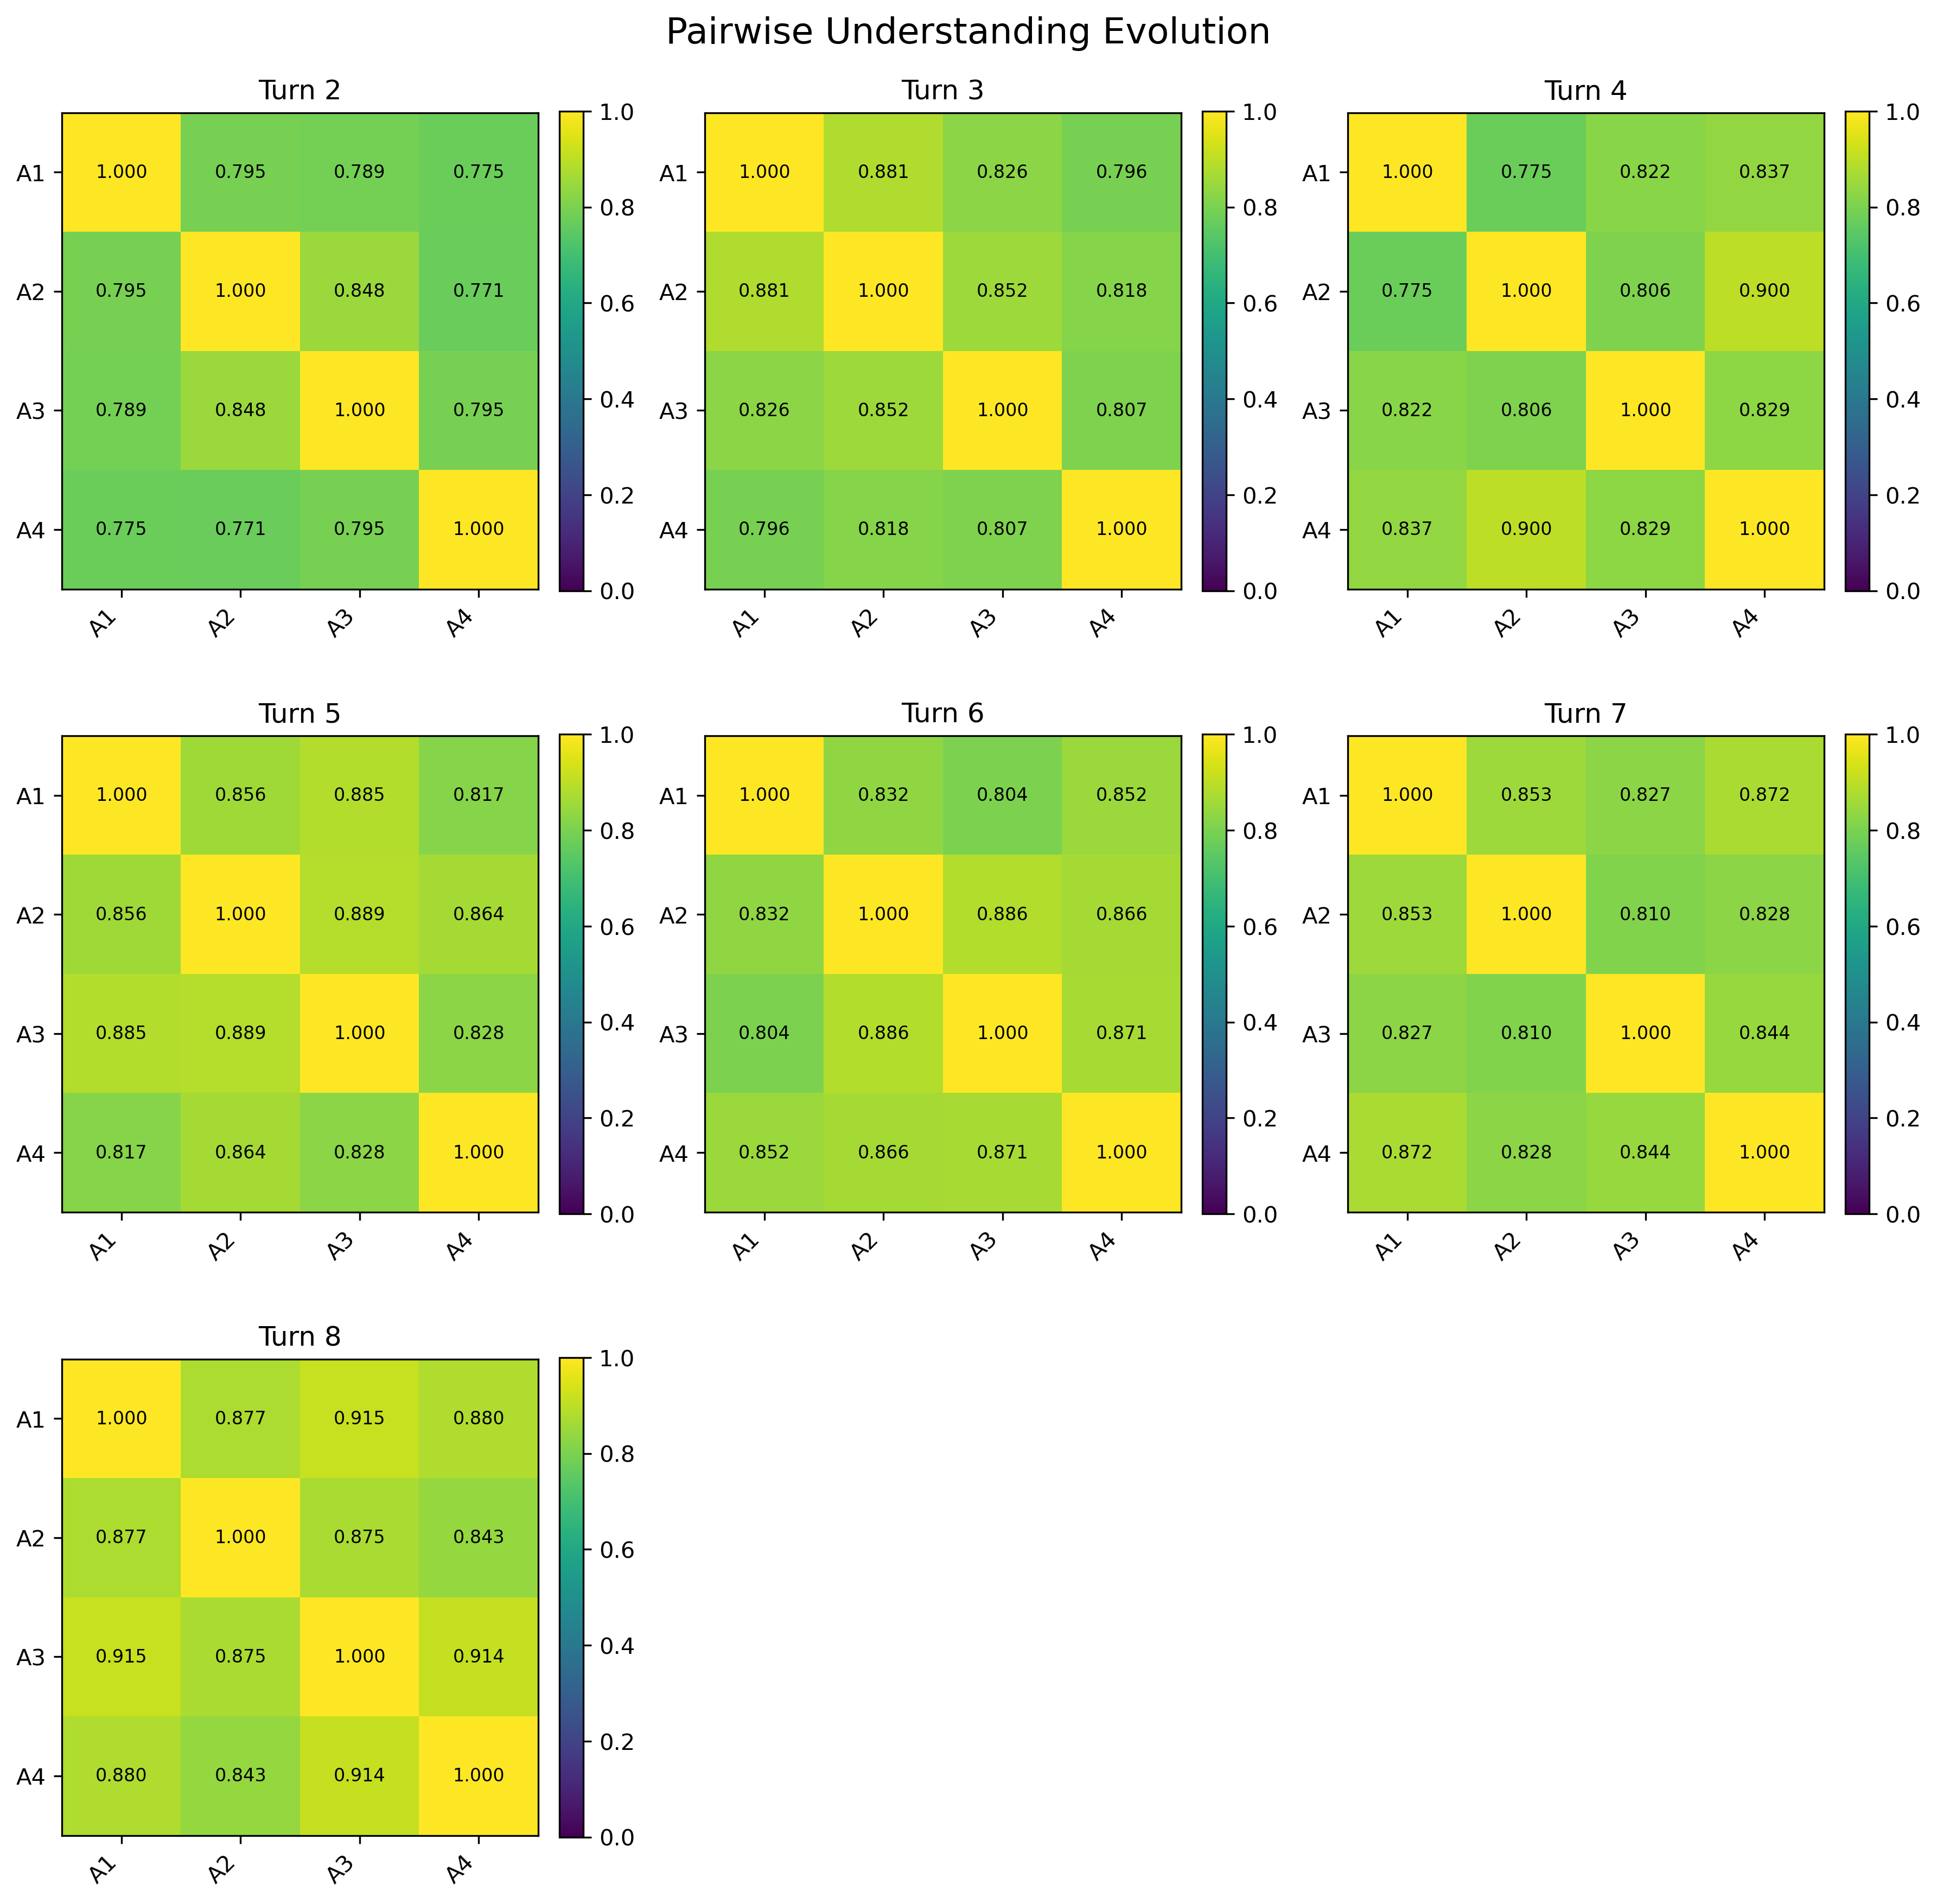 Pairwise Understanding Evolution
Turn 2
A1 1.000 0.795 0.789 0.775
A2 0.795 1.000 0.848 0.771
A3 0.789 0.848 1.000 0.795
A4 0.775 0.771 0.795 1.000
A1 A2 A3 A4
1.0
0.8
0.6
0.4
0.2
0.0
Turn 3
A1 1.000 0.881 0.826 0.796
A2 0.881 1.000 0.852 0.818
A3 0.826 0.852 1.000 0.807
A4 0.796 0.818 0.807 1.000
A1 A2 A3 A4
1.0
0.8
0.6
0.4
0.2
0.0
Turn 4
A1 1.000 0.775 0.822 0.837
A2 0.775 1.000 0.806 0.900
A3 0.822 0.806 1.000 0.829
A4 0.837 0.900 0.829 1.000
A1 A2 A3 A4
1.0
0.8
0.6
0.4
0.2
0.0
Turn 5
A1 1.000 0.856 0.885 0.817
A2 0.856 1.000 0.889 0.864
A3 0.885 0.889 1.000 0.828
A4 0.817 0.864 0.828 1.000
A1 A2 A3 A4
1.0
0.8
0.6
0.4
0.2
0.0
Turn 6
A1 1.000 0.832 0.804 0.852
A2 0.832 1.000 0.886 0.866
A3 0.804 0.886 1.000 0.871
A4 0.852 0.866 0.871 1.000
A1 A2 A3 A4
1.0
0.8
0.6
0.4
0.2
0.0
Turn 7
A1 1.000 0.853 0.827 0.872
A2 0.853 1.000 0.810 0.828
A3 0.827 0.810 1.000 0.844
A4 0.872 0.828 0.844 1.000
A1 A2 A3 A4
1.0
0.8
0.6
0.4
0.2
0.0
Turn 8
A1 1.000 0.877 0.915 0.880
A2 0.877 1.000 0.875 0.843
A3 0.915 0.875 1.000 0.914
A4 0.880 0.843 0.914 1.000
A1 A2 A3 A4
1.0
0.8
0.6
0.4
0.2
0.0